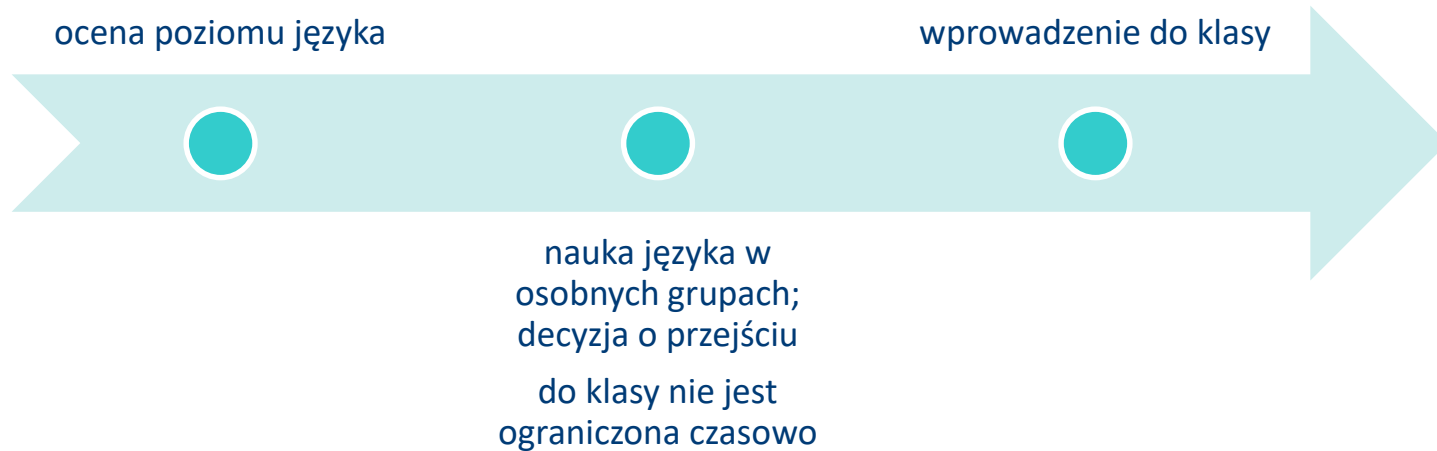 ocena poziomu języka
wprowadzenie do klasy
nauka języka w
osobnych grupach;
decyzja o przejściu
do klasy nie jest
ograniczona czasowo